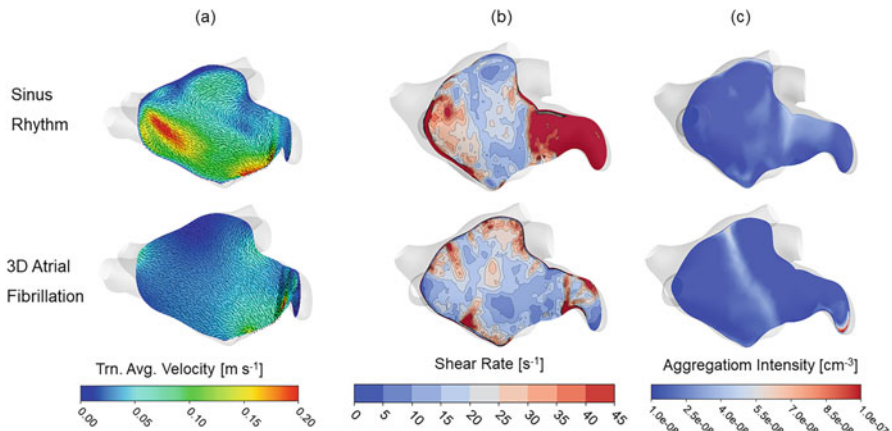 (a)
(b)
(c)
Sinus
Rhythm
3D Atrial
Fibrillation
Trn. Avg. Velocity [m s-1]
Shear Rate [s-1]
Aggregatiom Intensity [cm-3]
0.00 0.05 0.10 0.15 0.20
0 5 10 15 20 25 30 35 40 45